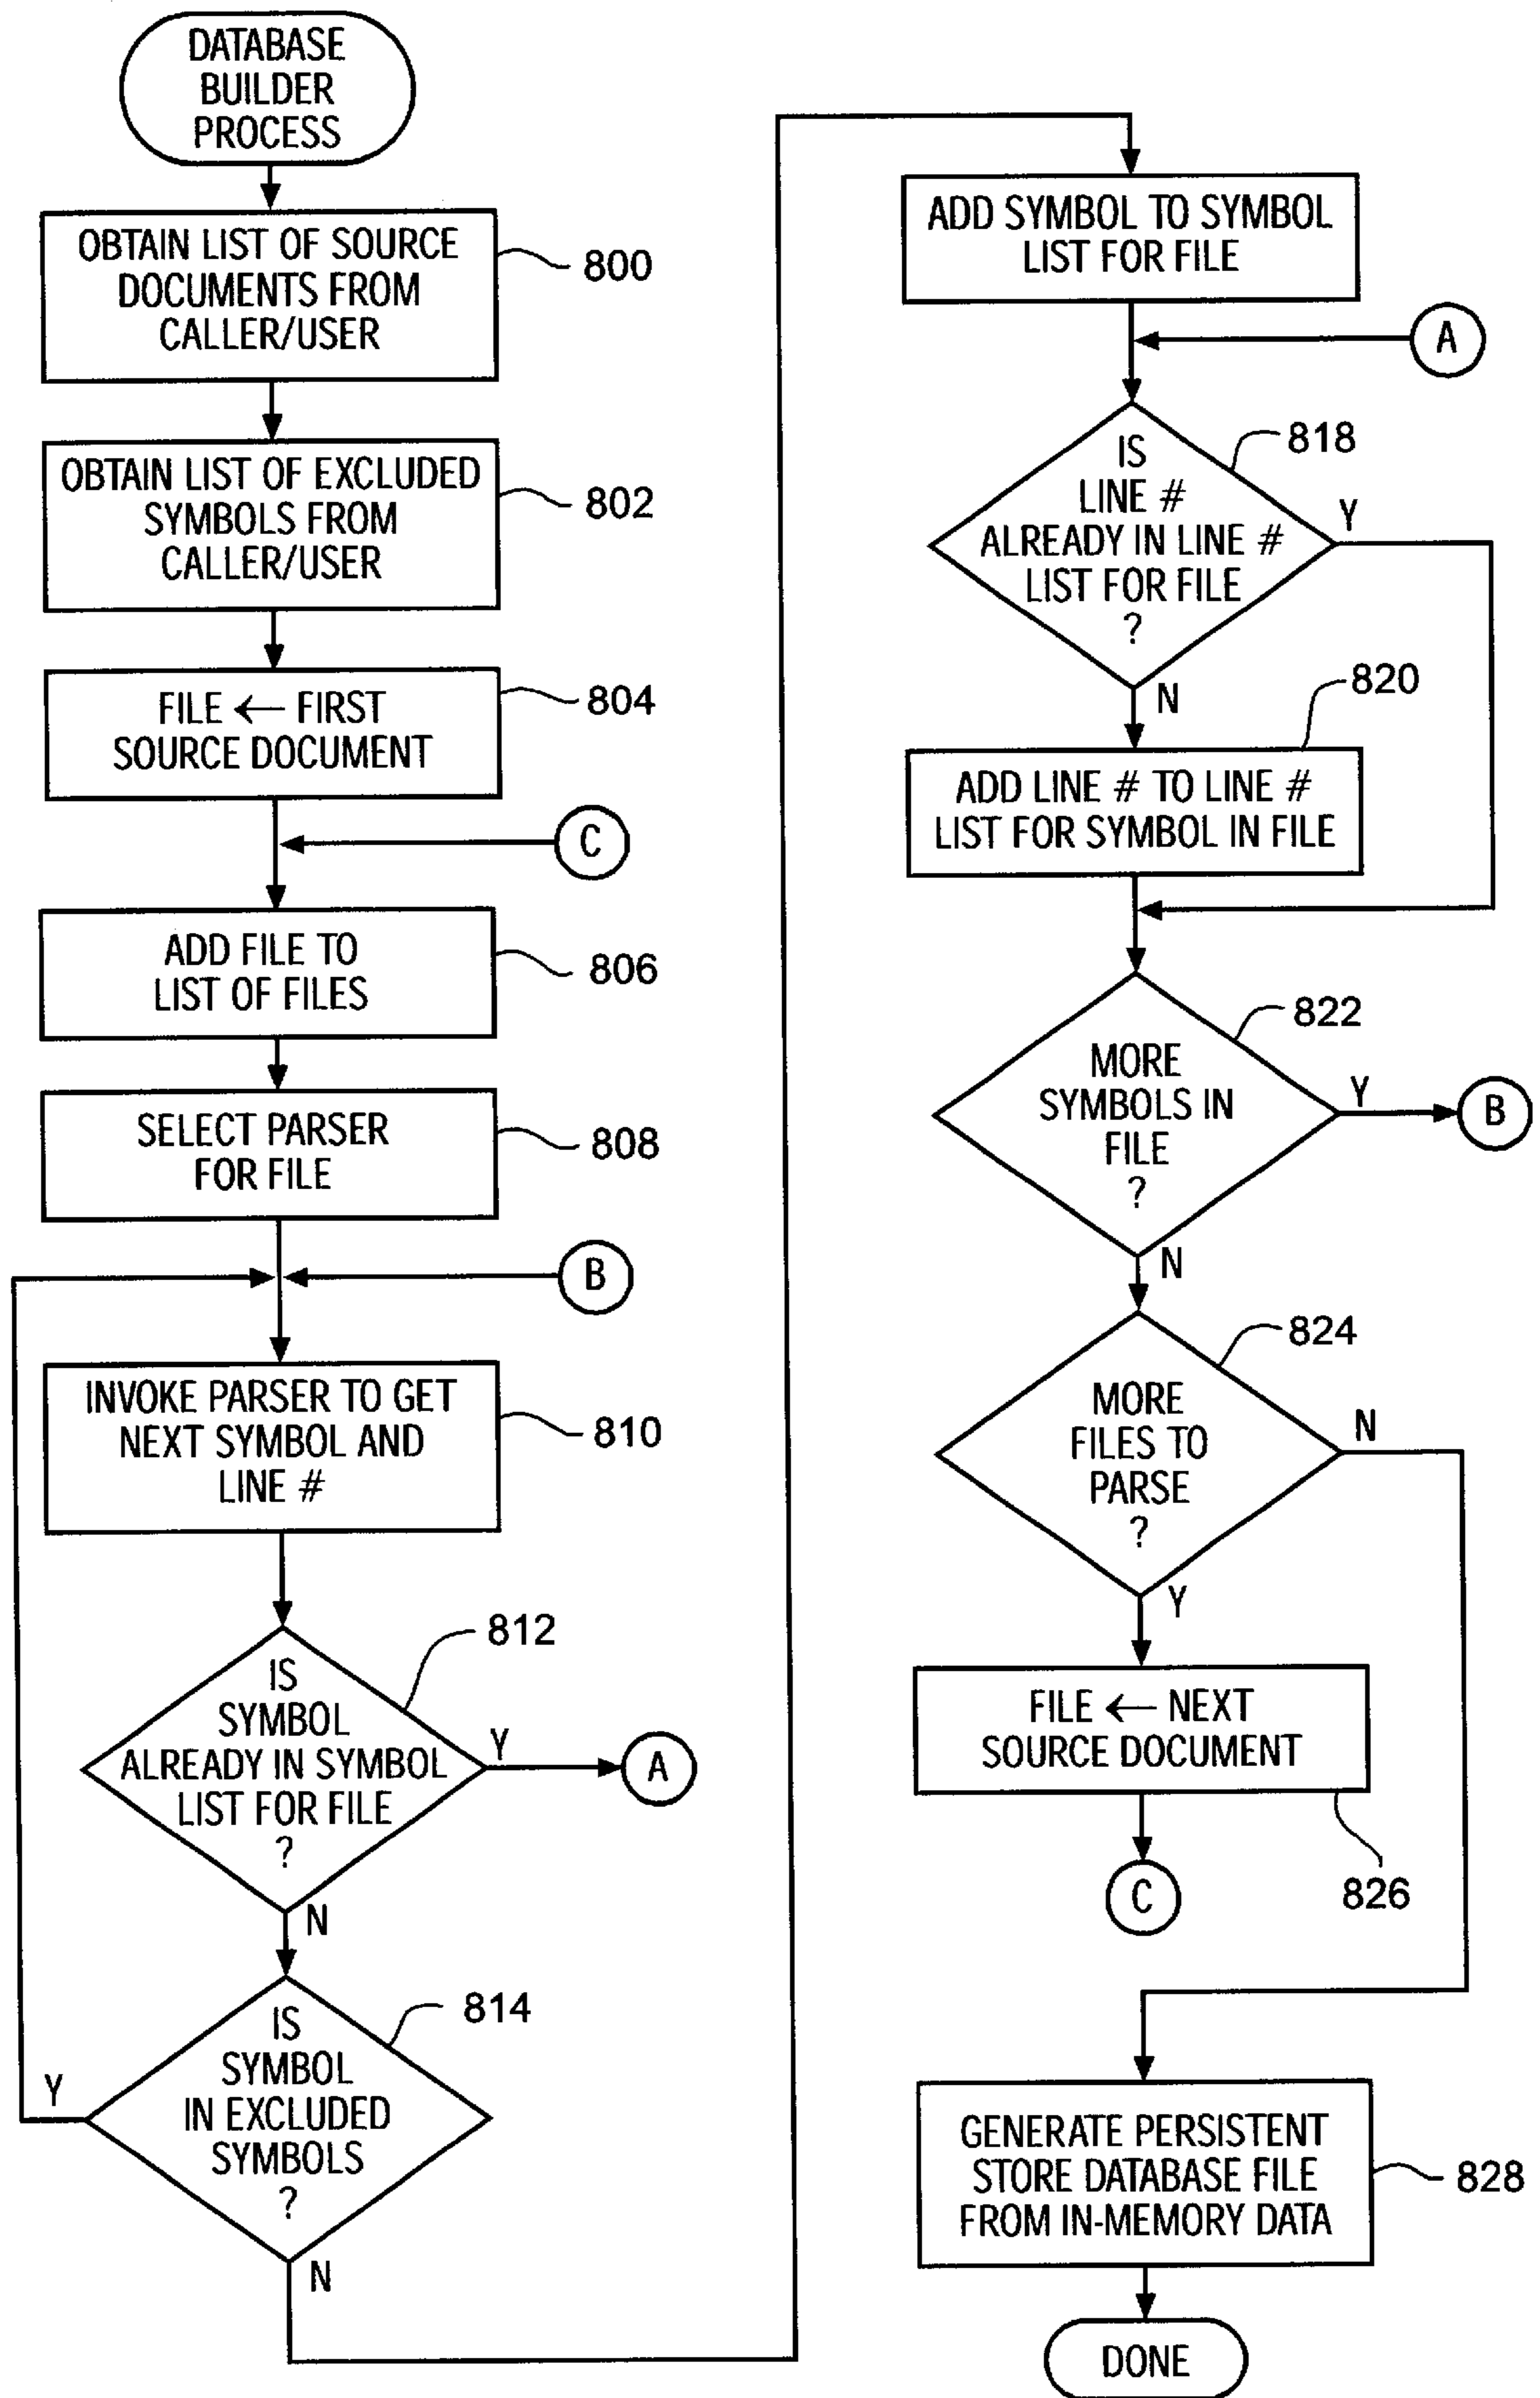 DATABASE
BUILDER
PROCESS
OBTAIN LIST OF SOURCE
DOCUMENTS FROM
CALLER/USER
800
OBTAIN LIST OF EXCLUDED
SYMBOLS FROM
CALLER/USER
802
FILE ← FIRST
SOURCE DOCUMENT
804
C
ADD FILE TO
LIST OF FILES
806
SELECT PARSER
FOR FILE
808
B
INVOKE PARSER TO GET
NEXT SYMBOL AND
LINE #
810
IS
SYMBOL
ALREADY IN SYMBOL
LIST FOR FILE
?
812
Y
A
N
IS
SYMBOL
IN EXCLUDED
SYMBOLS
?
814
Y
N
ADD SYMBOL TO SYMBOL
LIST FOR FILE
A
IS
LINE #
ALREADY IN LINE #
LIST FOR FILE
?
818
Y
N
820
ADD LINE # TO LINE #
LIST FOR SYMBOL IN FILE
MORE
SYMBOLS IN
FILE
?
822
Y
B
N
MORE
FILES TO
PARSE
?
824
N
Y
FILE ← NEXT
SOURCE DOCUMENT
826
C
GENERATE PERSISTENT
STORE DATABASE FILE
FROM IN-MEMORY DATA
828
DONE